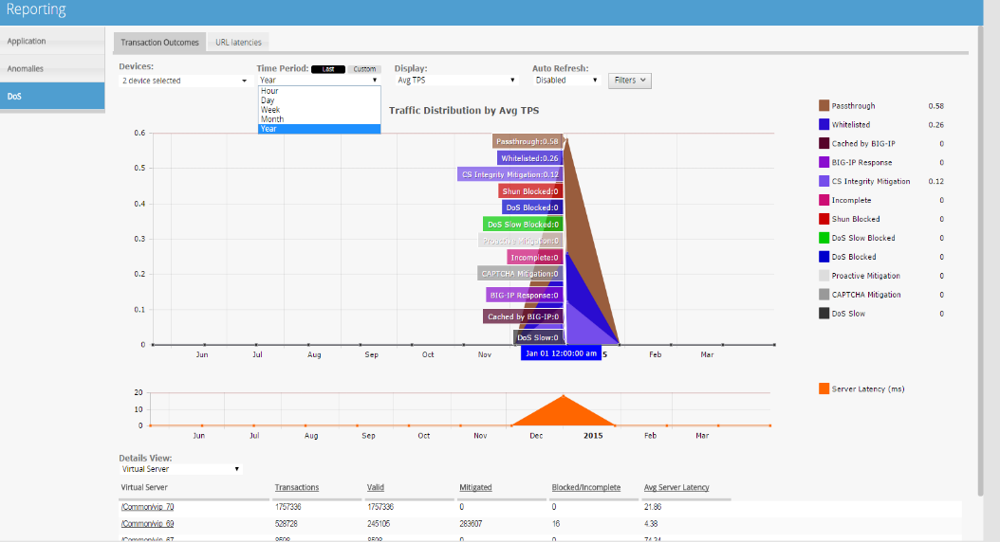 Reporting
Application
Anomalies
DoS
Transaction Outcomes
URL latencies
Devices:
2 device selected
Time Period:
Last
Custom
Year
Hour
Day
Week
Month
Year
Display:
Avg TPS
Auto Refresh:
Disabled
Filters
Traffic Distribution by Avg TPS
0.6
0.5
0.4
0.3
0.2
0.1
0
Passthrough:0.58
Whitelisted:0.26
CS Integrity Mitigation:0.12
Shun Blocked:0
DoS Blocked:0
DoS Slow Blocked:0
Proactive Mitigation:0
Incomplete:0
CAPTCHA Mitigation:0
BIG-IP Response:0
Cached by BIG-IP:0
DoS Slow:0
Jan 01 12:00:00 am
Jun Jul Aug Sep Oct Nov 5 Feb Mar
Passthrough 0.58
Whitelisted 0.26
Cached by BIG-IP 0
BIG-IP Response 0
CS Integrity Mitigation 0.12
Incomplete 0
Shun Blocked 0
DoS Slow Blocked 0
DoS Blocked 0
Proactive Mitigation 0
CAPTCHA Mitigation 0
DoS Slow 0
20
10
0
Jun Jul Aug Sep Oct Nov Dec 2015 Feb Mar
Server Latency (ms)
Details View:
Virtual Server
Virtual Server Transactions Valid Mitigated Blocked/Incomplete Avg Server Latency
/Common/vip_70 1757336 1757336 0 0 21.86
/Common/vip_69 528728 245105 283607 16 4.38
/Common/vip_67 8598 8598 0 0 74.34